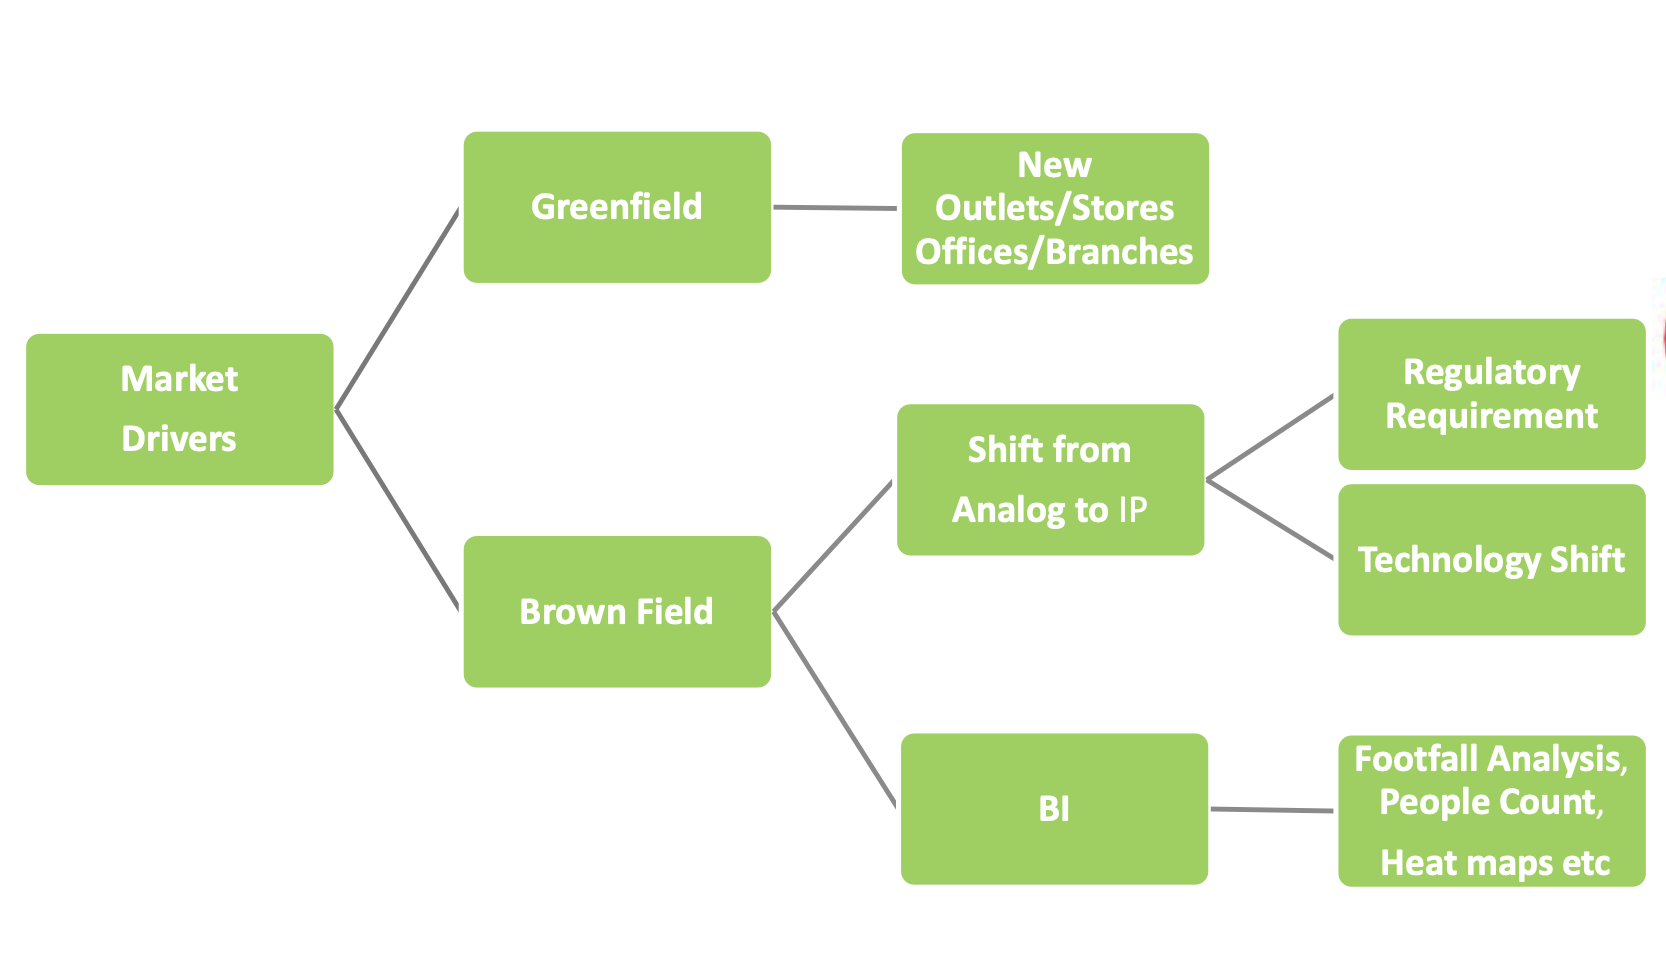 Market
Drivers
Greenfield
New
Outlets/Stores
Offices/Branches
Brown Field
Shift from
Analog to IP
Regulatory
Requirement
Technology Shift
BI
Footfall Analysis,
People Count,
Heat maps etc